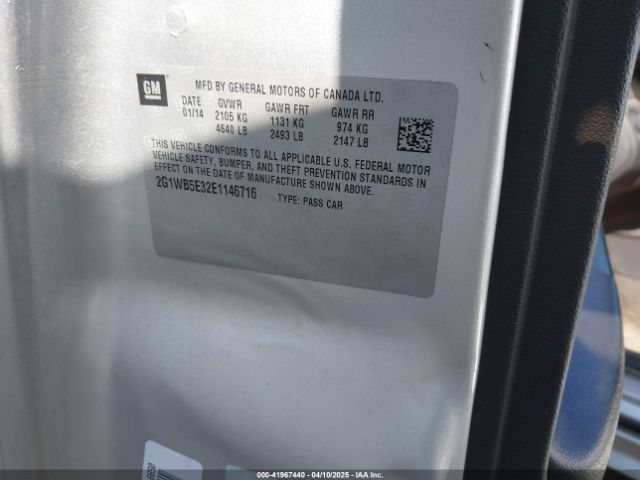 GM
MFD BY GENERAL MOTORS OF CANADA LTD.
DATE GVWR GAWR FRT GAWR RR
01/14 2105 KG 1131 KG 974 KG
4640 LB 2493 LB 2147 LB
THIS VEHICLE CONFORMS TO ALL APPLICABLE U.S. FEDERAL MOTOR
VEHICLE SAFETY, BUMPER, AND THEFT PREVENTION STANDARDS IN
EFFECT ON THE DATE OF MANUFACTURE SHOWN ABOVE.
2G1WB5E32E1146716 TYPE: PASS CAR
000-41967440 - 04/10/2025 - IAAI Inc.